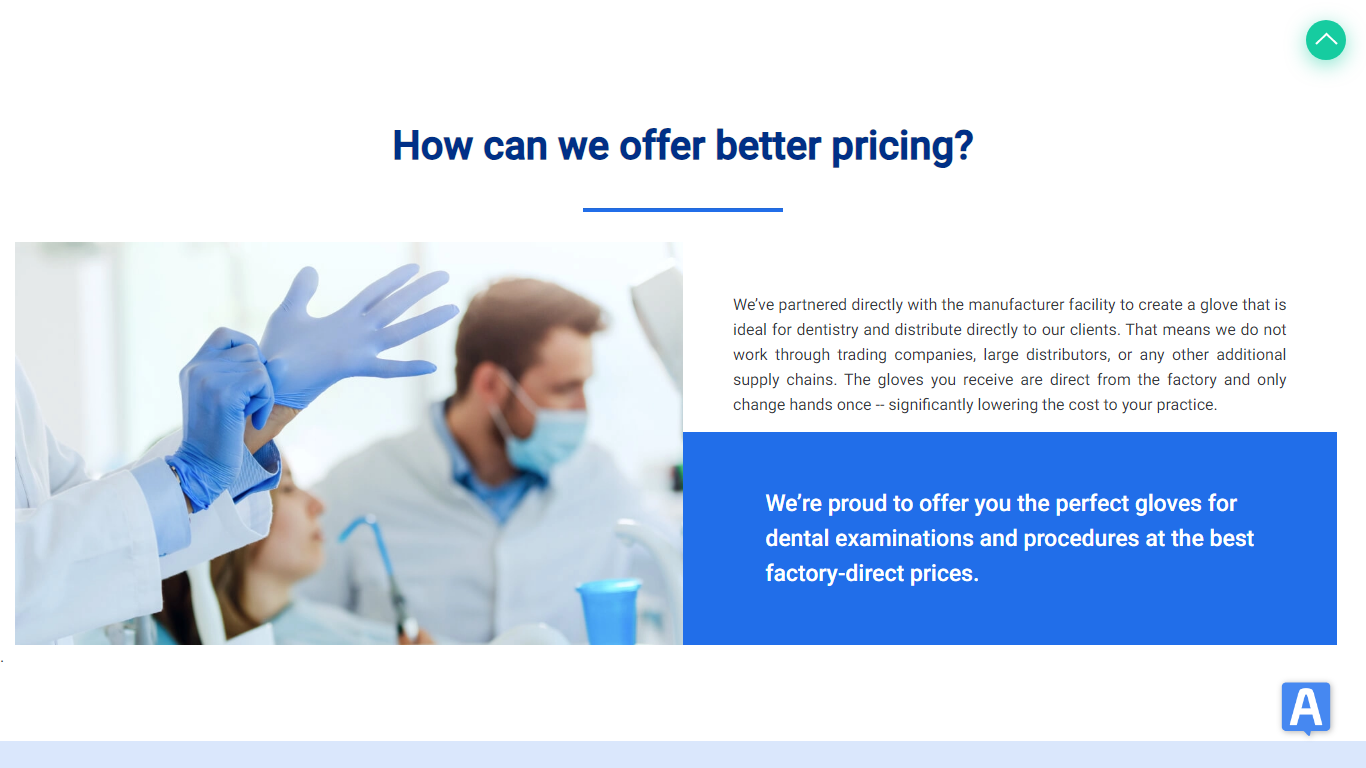 How can we offer better pricing?
We’ve partnered directly with the manufacturer facility to create a glove that is
ideal for dentistry and distribute directly to our clients. That means we do not
work through trading companies, large distributors, or any other additional
supply chains. The gloves you receive are direct from the factory and only
change hands once -- significantly lowering the cost to your practice.
We’re proud to offer you the perfect gloves for
dental examinations and procedures at the best
factory-direct prices.
.
A